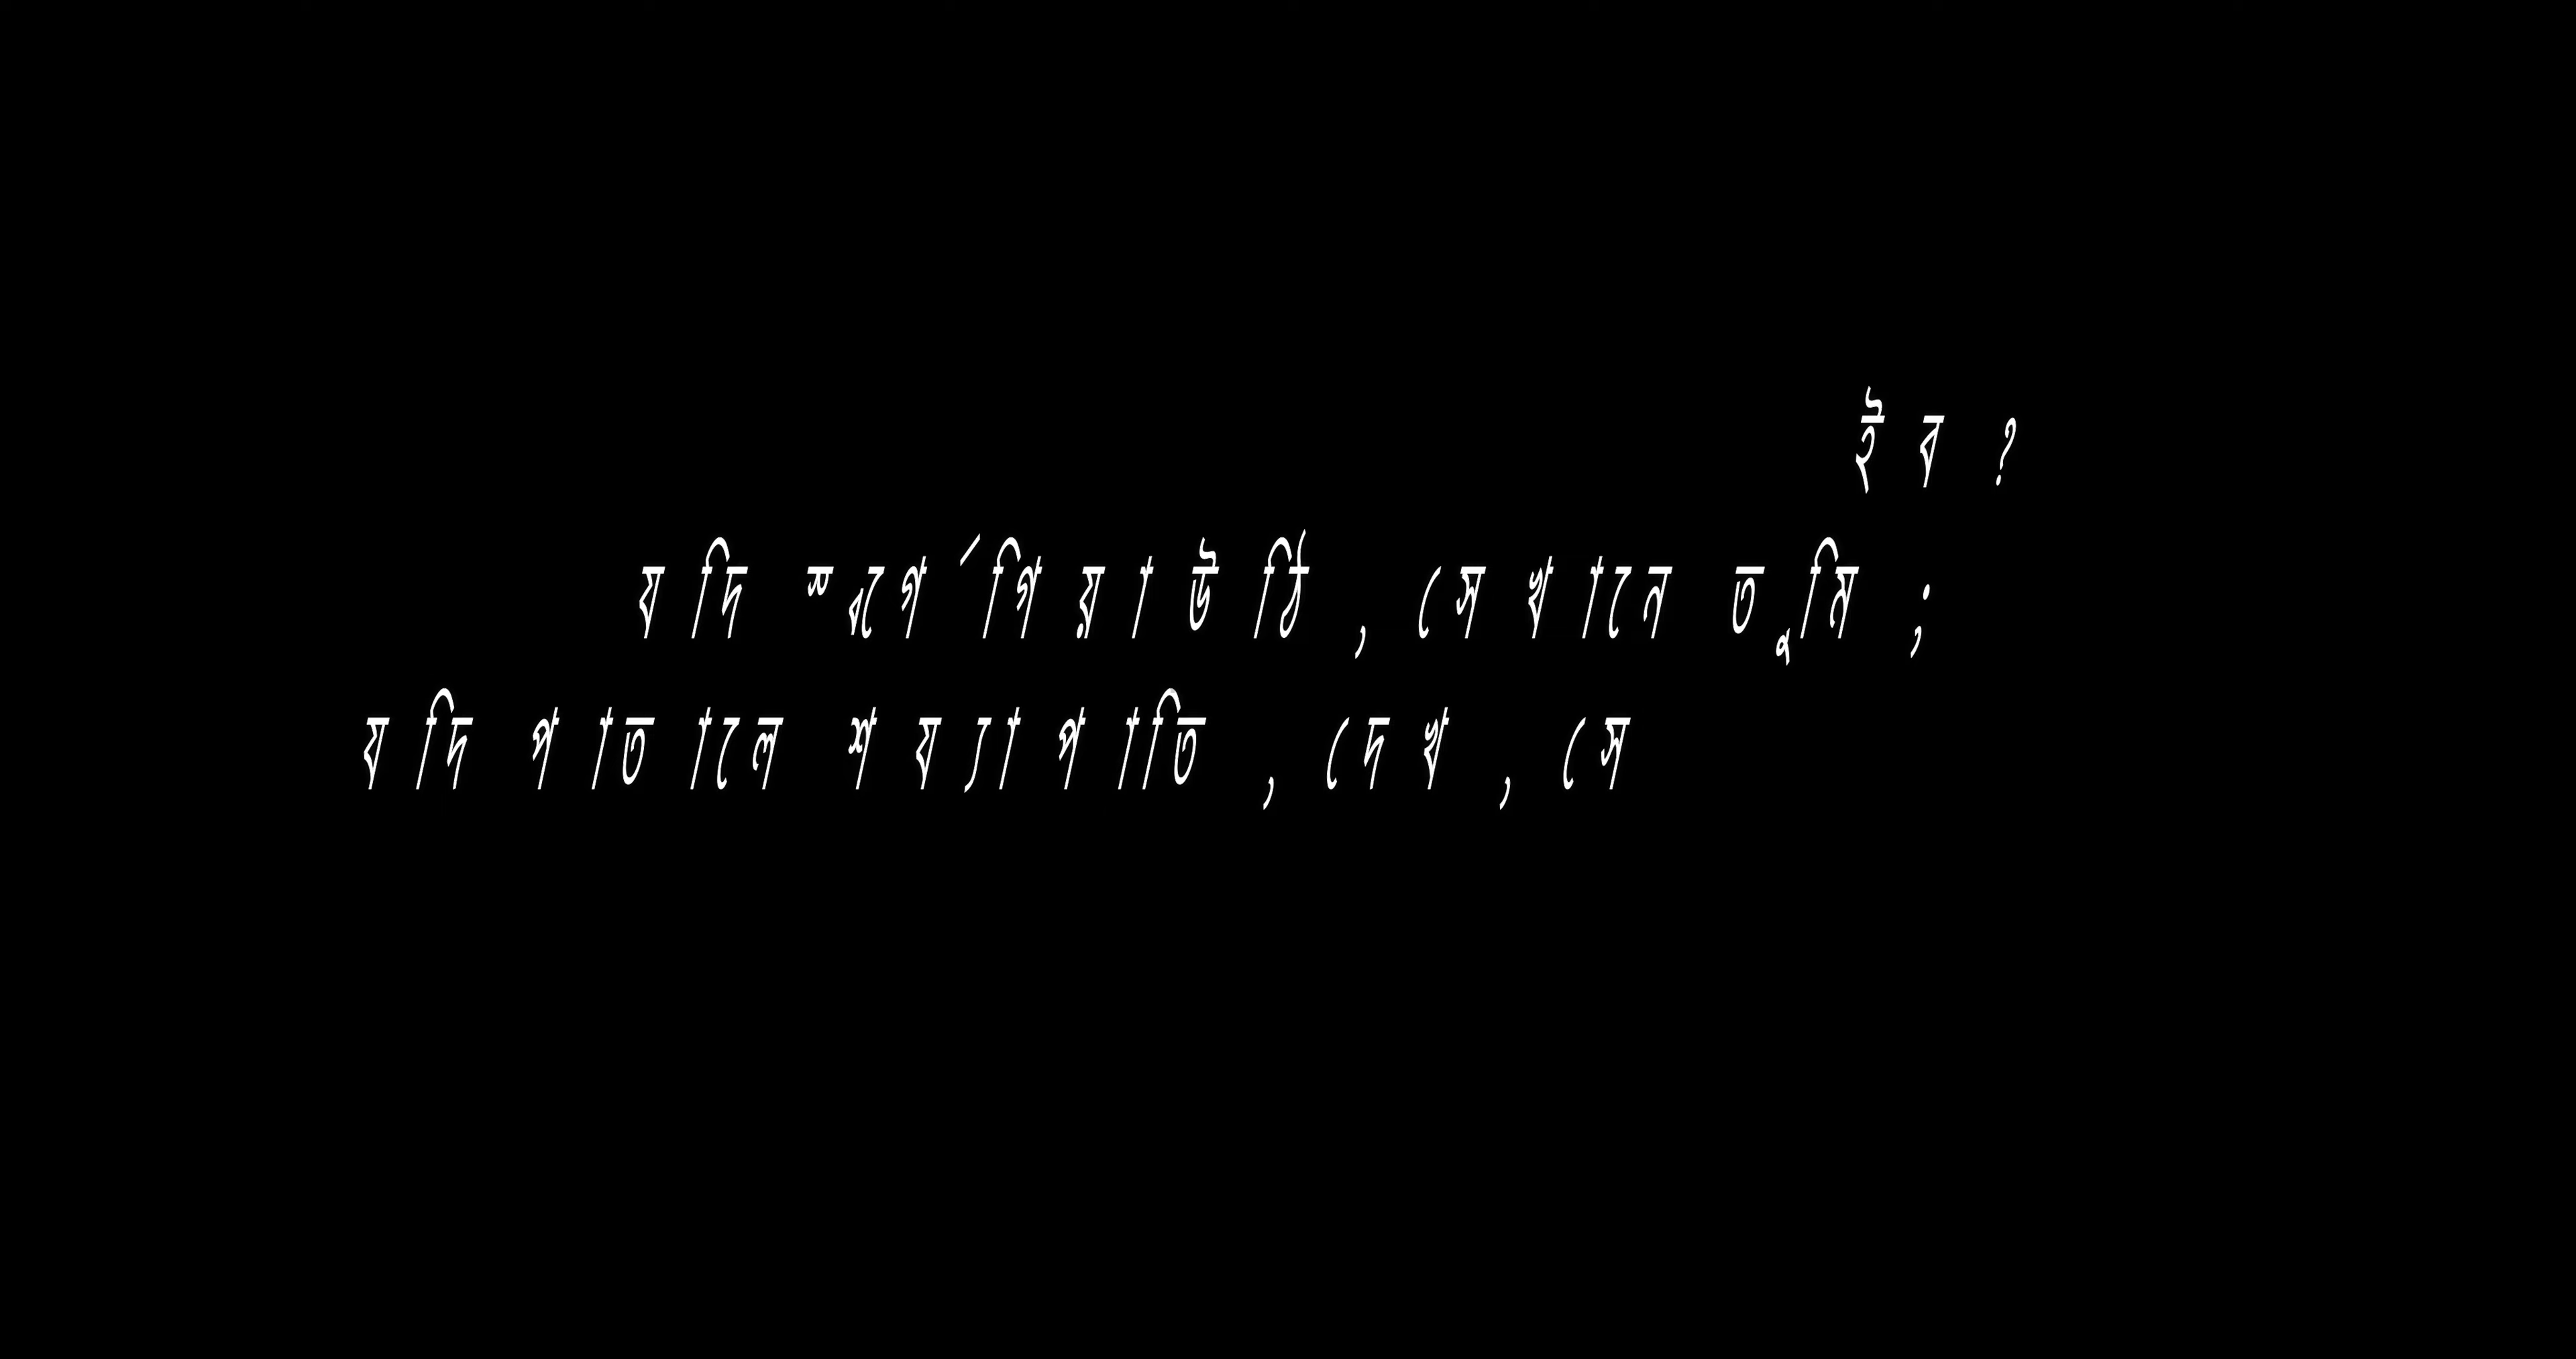 ইব?
যদি স্বর্গে গিয়া উঠি, সেখানে তুমি;
যদি পাতালে শয্যা পাতি, দেখ, সে